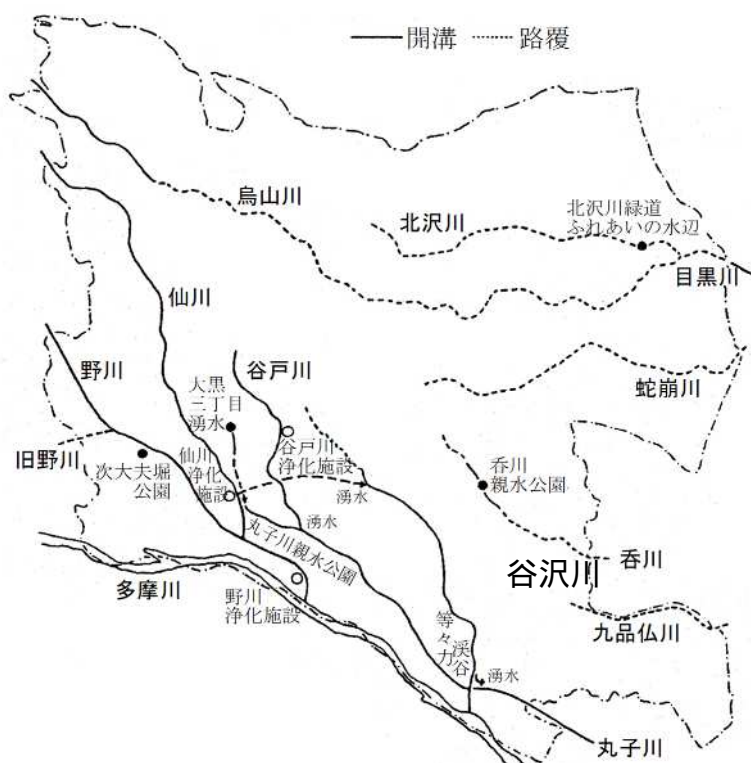 開溝 路覆
烏山川
北沢川
北沢川緑道
ふれあいの水辺
目黒川
仙川
野川
谷戸川
大黒
三丁目
湧水
蛇崩川
旧野川
次大夫堀
公園
仙川
浄化
施設
谷戸川
浄化施設
湧水
呑川
親水公園
湧水
丸子川親水公園
谷沢川
呑川
多摩川
野川
浄化施設
等々力
渓谷
九品仏川
湧水
丸子川